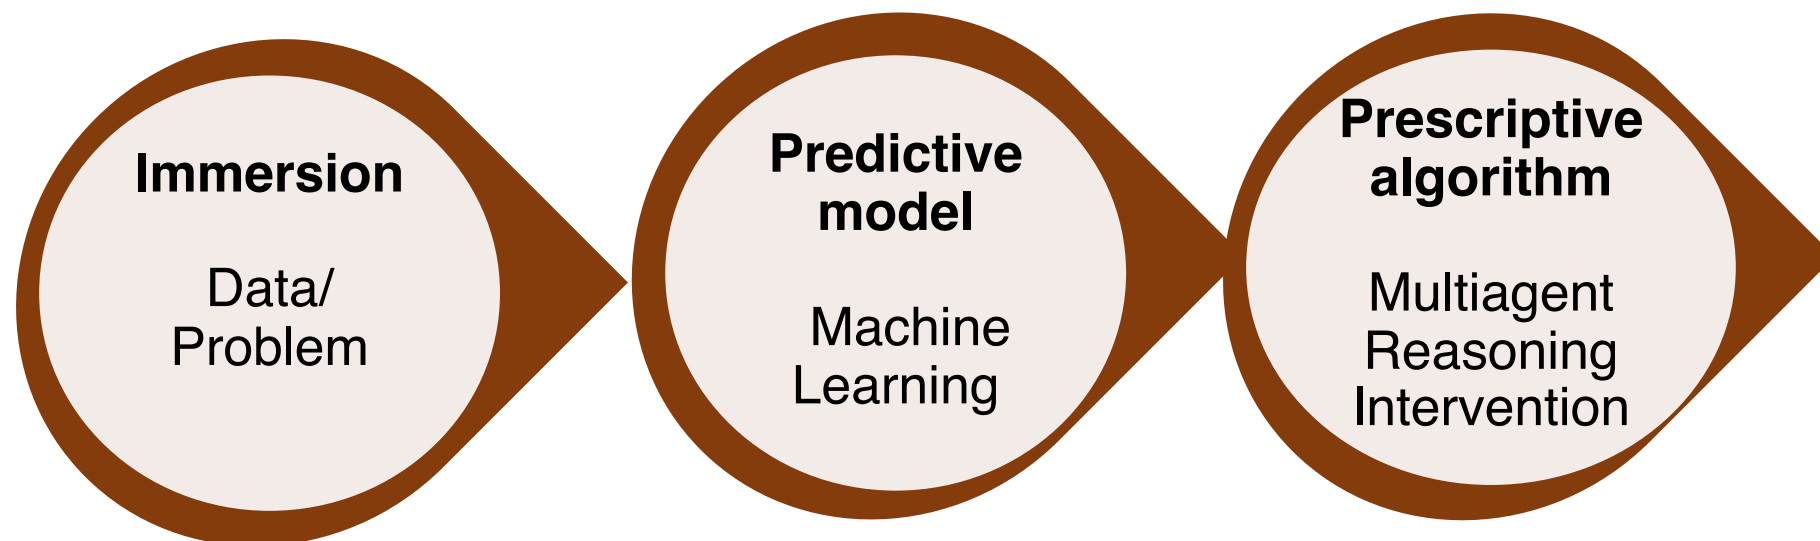 Immersion
Data/
Problem
Predictive
model
Machine
Learning
Prescriptive
algorithm
Multiagent
Reasoning
Intervention